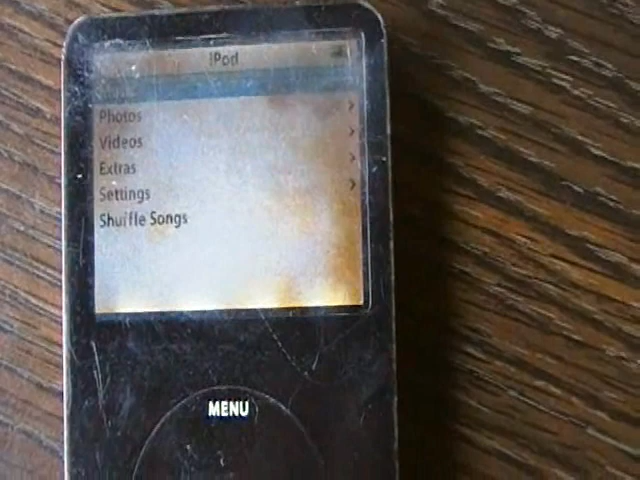 iPod
Photos
Videos
Extras
Settings
Shuffle Songs
MENU